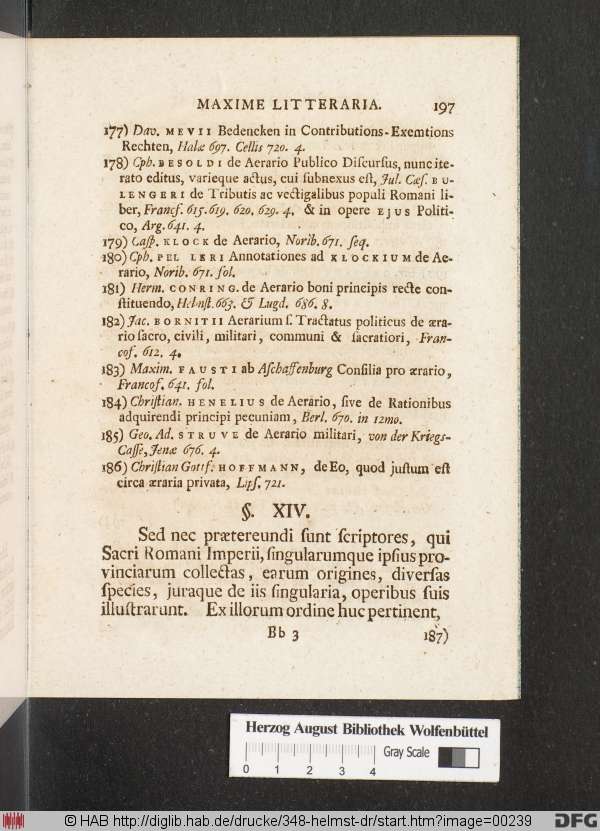 MAXIME LITTERARIA. 197
177) Dav. MEVII Bedencken in Contributions-Exemtions
Rechten, Halæ 697. Cellis 720. 4.
178) Cph. BESOLDI de Aerario Publico Diſcurſus, nunc ite-
rato editus, varieque actus, cui ſubnexus eſt, Jul. Cæſ. BU-
LENGERI de Tributis ac vectigalibus populi Romani li-
ber, Francf. 615. 619. 620. 629. 4. & in opere EJUS Politi-
co, Arg. 641. 4.
179) Caſp. KLOCK de Aerario, Norib. 671. ſeq.
180) Cph. PEL LERI Annotationes ad KLOCKIUM de Ae-
rario, Norib. 671. fol.
181) Herm. CONRING. de Aerario boni principis recte con-
ſtituendo, Helmſt. 663. & Lugd. 686. 8.
182) Jac. BORNITII Aerarium ſ. Tractatus politicus de æra-
rio ſacro, civili, militari, communi & ſacratiori, Fran-
cof. 612. 4.
183) Maxim. FAUSTI ab Aſchaffenburg Conſilia pro ærario,
Francof. 641. fol.
184) Chriſtian. HENELIUS de Aerario, ſive de Rationibus
adquirendi principi pecuniam, Berl. 670. in 12mo.
185) Geo. Ad. STRUVE de Aerario militari, von der Kriegs-
Caſſe, Jenæ 676. 4.
186) Chriſtian Gottf. HOFFMANN, de Eo, quod juſtum eſt
circa æraria privata, Lipſ. 721.
§. XIV.
Sed nec prætereundi ſunt ſcriptores, qui
Sacri Romani Imperii, ſingularumque ipſius pro-
vinciarum collectas, earum origines, diverſas
ſpecies, juraque de iis ſingularia, operibus ſuis
illuſtrarunt. Ex illorum ordine huc pertinent,
Bb 3 187)
Herzog August Bibliothek Wolfenbüttel
Gray Scale
0 1 2 3 4
© HAB http://diglib.hab.de/drucke/348-helmst-dr/start.htm?image=00239 DFG